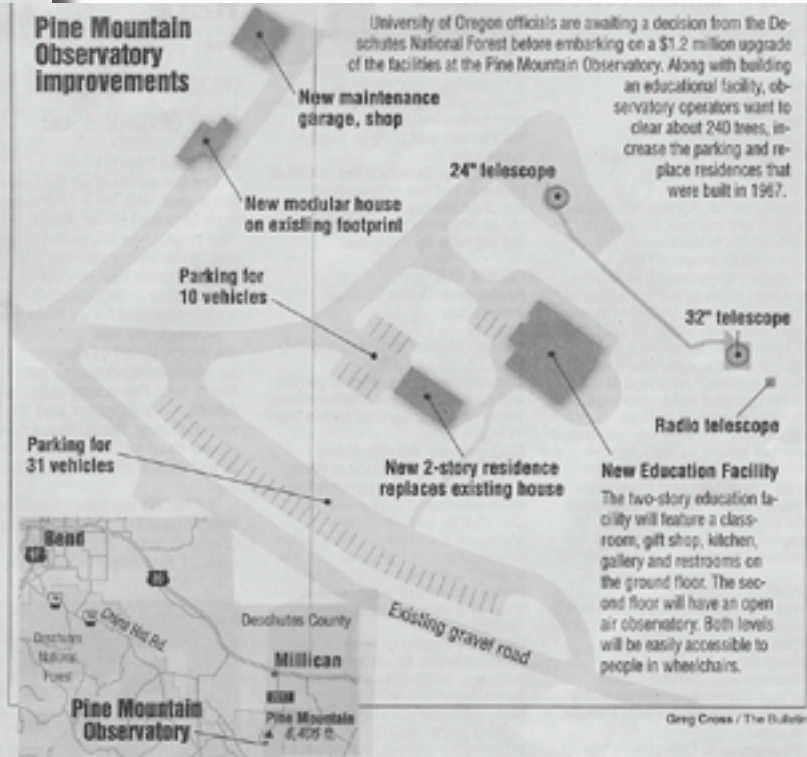 Pine Mountain
Observatory
improvements
University of Oregon officials are awaiting a decision from the De-
schutes National Forest before embarking on a $1.2 million upgrade
of the facilities at the Pine Mountain Observatory. Along with building
an educational facility, ob-
servatory operators want to
clear about 240 trees, in-
crease the parking and re-
place residences that
were built in 1967.
New maintenance
garage, shop
New modular house
on existing footprint
24" telescope
Parking for
10 vehicles
32" telescope
Radio telescope
Parking for
31 vehicles
New 2-story residence
replaces existing house
New Education Facility
The two-story education fa-
cility will feature a class-
room, gift shop, kitchen,
gallery and restrooms on
the ground floor. The sec-
ond floor will have an open
air observatory. Both levels
will be easily accessible to
people in wheelchairs.
Existing gravel road
Bend
China Hat Rd.
Deschutes
National
Forest
Deschutes County
Millican
Pine Mountain
Observatory
Pine Mountain
6,405 ft.
Greg Cross / The Bulletin